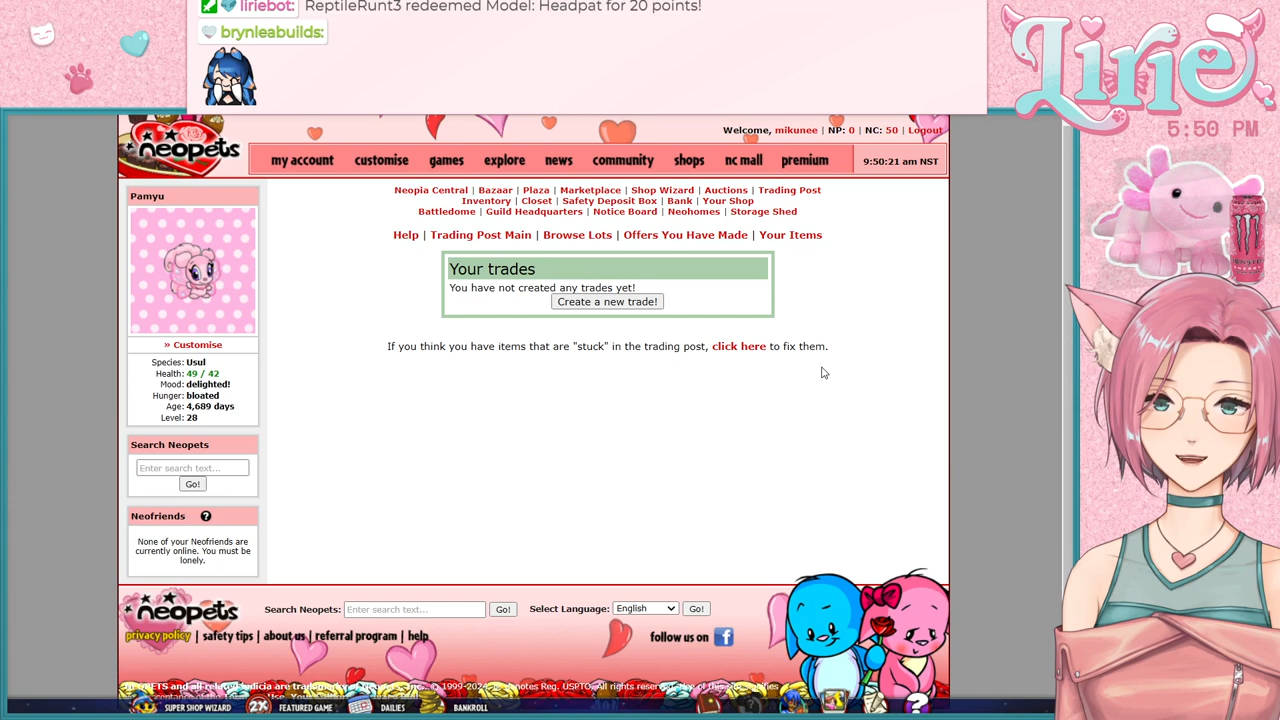 liriebot: ReptileRunt3 redeemed Model: Headpat for 20 points!
brynleabuilds:
Lirie
5:50 PM
neopets
Welcome, mikunee | NP: 0 | NC: 50 | Logout
my account customise games explore news community shops nc mall premium 9:50:21 am NST
Neopia Central | Bazaar | Plaza | Marketplace | Shop Wizard | Auctions | Trading Post
Inventory | Closet | Safety Deposit Box | Bank | Your Shop
Battledome | Guild Headquarters | Notice Board | Neohomes | Storage Shed
Help | Trading Post Main | Browse Lots | Offers You Have Made | Your Items
Your trades
You have not created any trades yet!
Create a new trade!
If you think you have items that are "stuck" in the trading post, click here to fix them.
Pamyu
» Customise
Species: Usul
Health: 49 / 42
Mood: delighted!
Hunger: bloated
Age: 4,689 days
Level: 28
Search Neopets
Enter search text...
Go!
Neofriends ?
None of your Neofriends are
currently online. You must be
lonely.
neopets
Search Neopets: Enter search text... Go! Select Language: English Go!
privacy policy | safety tips | about us | referral program | help
follow us on f
SUPER SHOP WIZARD 2X FEATURED GAME DAILIES BANKROLL